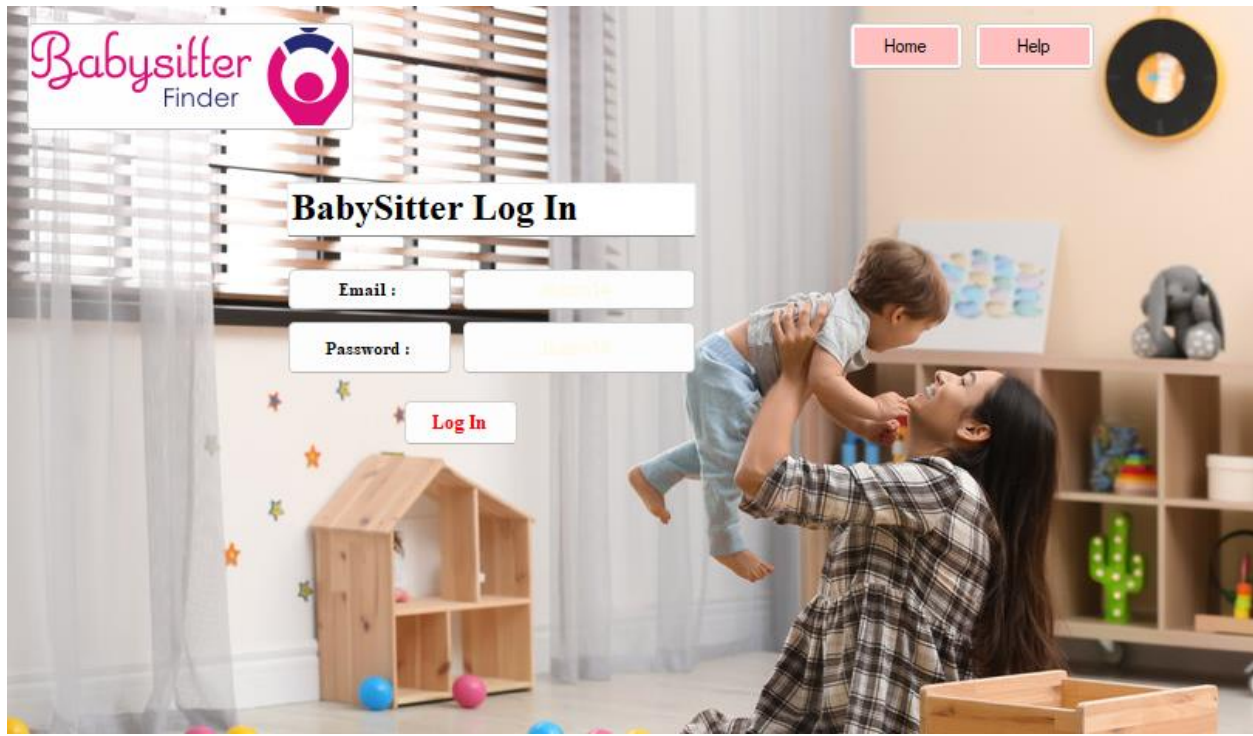 Babysitter
Finder
Home
Help
BabySitter Log In
Email :
Password :
Log In